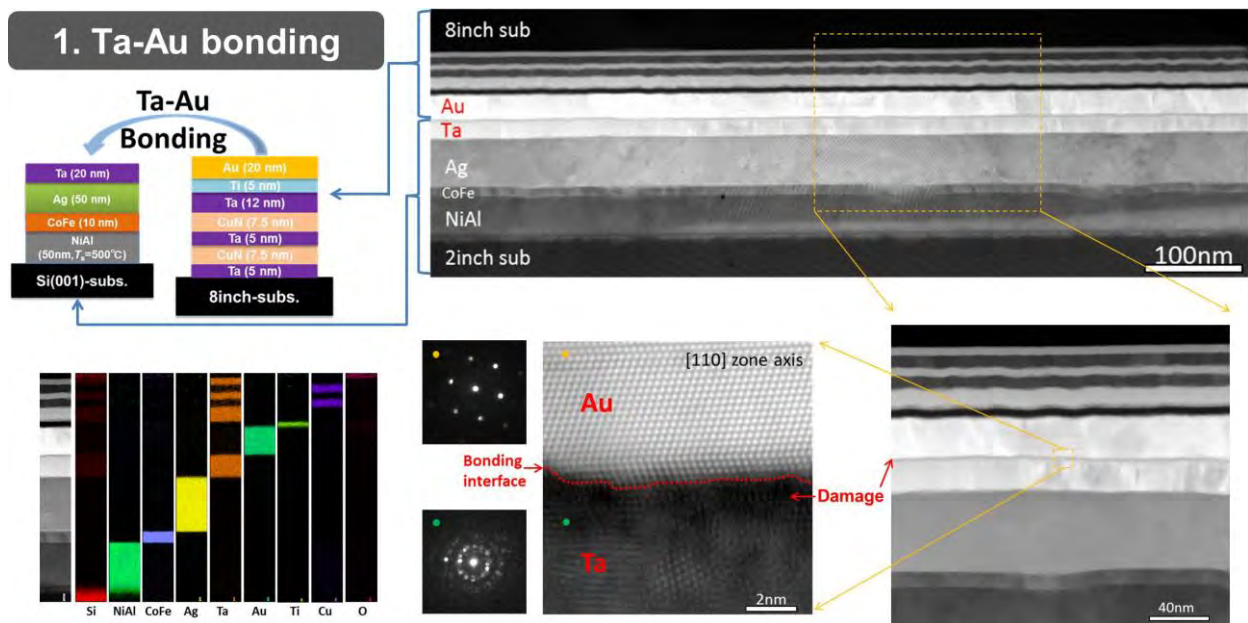 1. Ta-Au bonding
Ta-Au
Bonding
Ta (20 nm)
Ag (50 nm)
CoFe (10 nm)
NiAl
(50nm,Ts=500°C)
Si(001)-subs.
Au (20 nm)
Ti (5 nm)
Ta (12 nm)
CuN (7.5 nm)
Ta (5 nm)
CuN (7.5 nm)
Ta (5 nm)
8inch-subs.
8inch sub
Au
Ta
Ag
CoFe
NiAl
2inch sub
100nm
Si NiAl CoFe Ag Ta Au Ti Cu O
[110] zone axis
Au
Bonding
interface
Damage
Ta
2nm
40nm